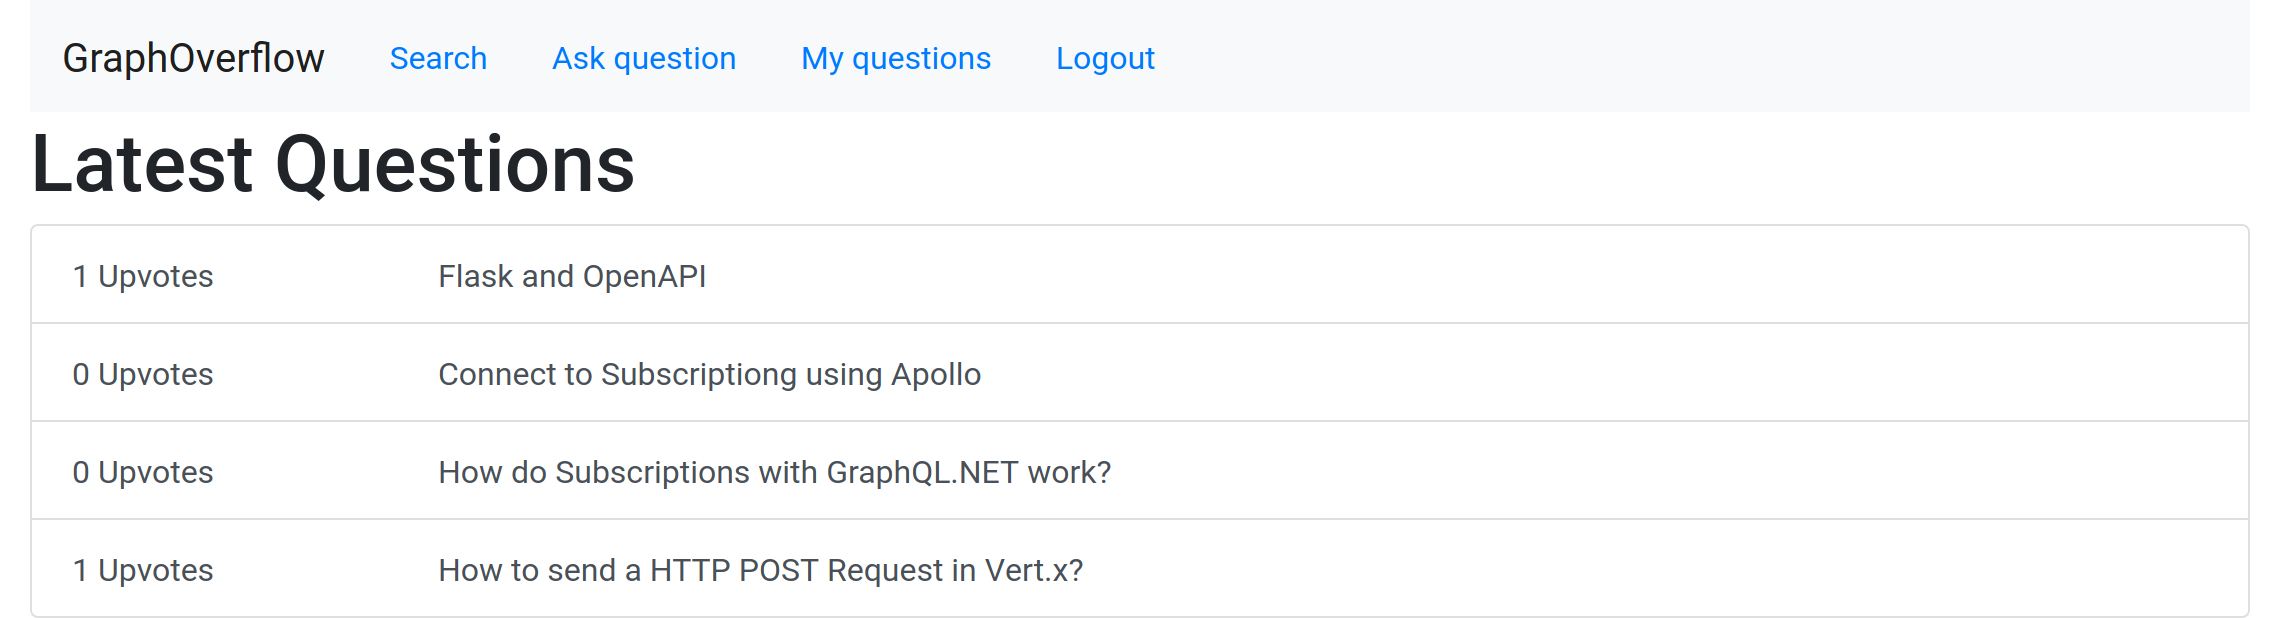 GraphOverflow Search Ask question My questions Logout
Latest Questions
1 Upvotes Flask and OpenAPI
0 Upvotes Connect to Subscriptiong using Apollo
0 Upvotes How do Subscriptions with GraphQL.NET work?
1 Upvotes How to send a HTTP POST Request in Vert.x?